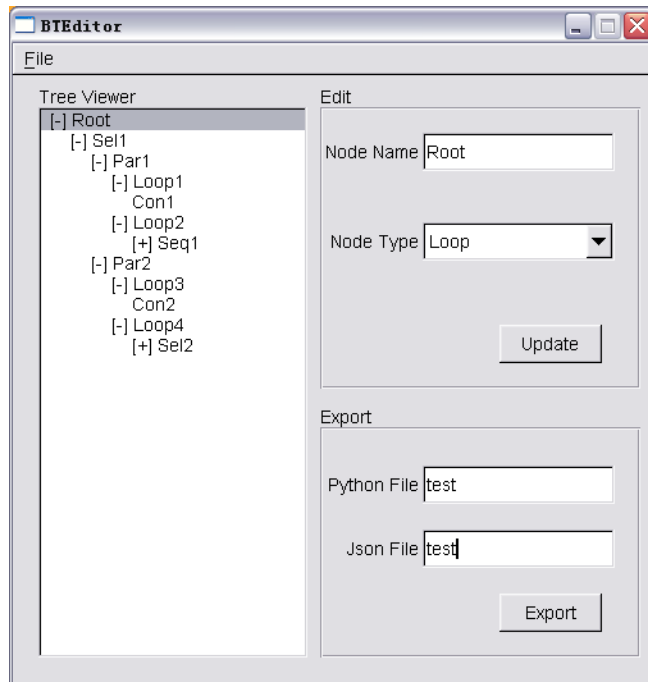 BTEditor
File
Tree Viewer
[-] Root
[-] Sel1
[-] Par1
[-] Loop1
Con1
[-] Loop2
[+] Seq1
[-] Par2
[-] Loop3
Con2
[-] Loop4
[+] Sel2
Edit
Node Name Root
Node Type Loop
Update
Export
Python File test
Json File test
Export